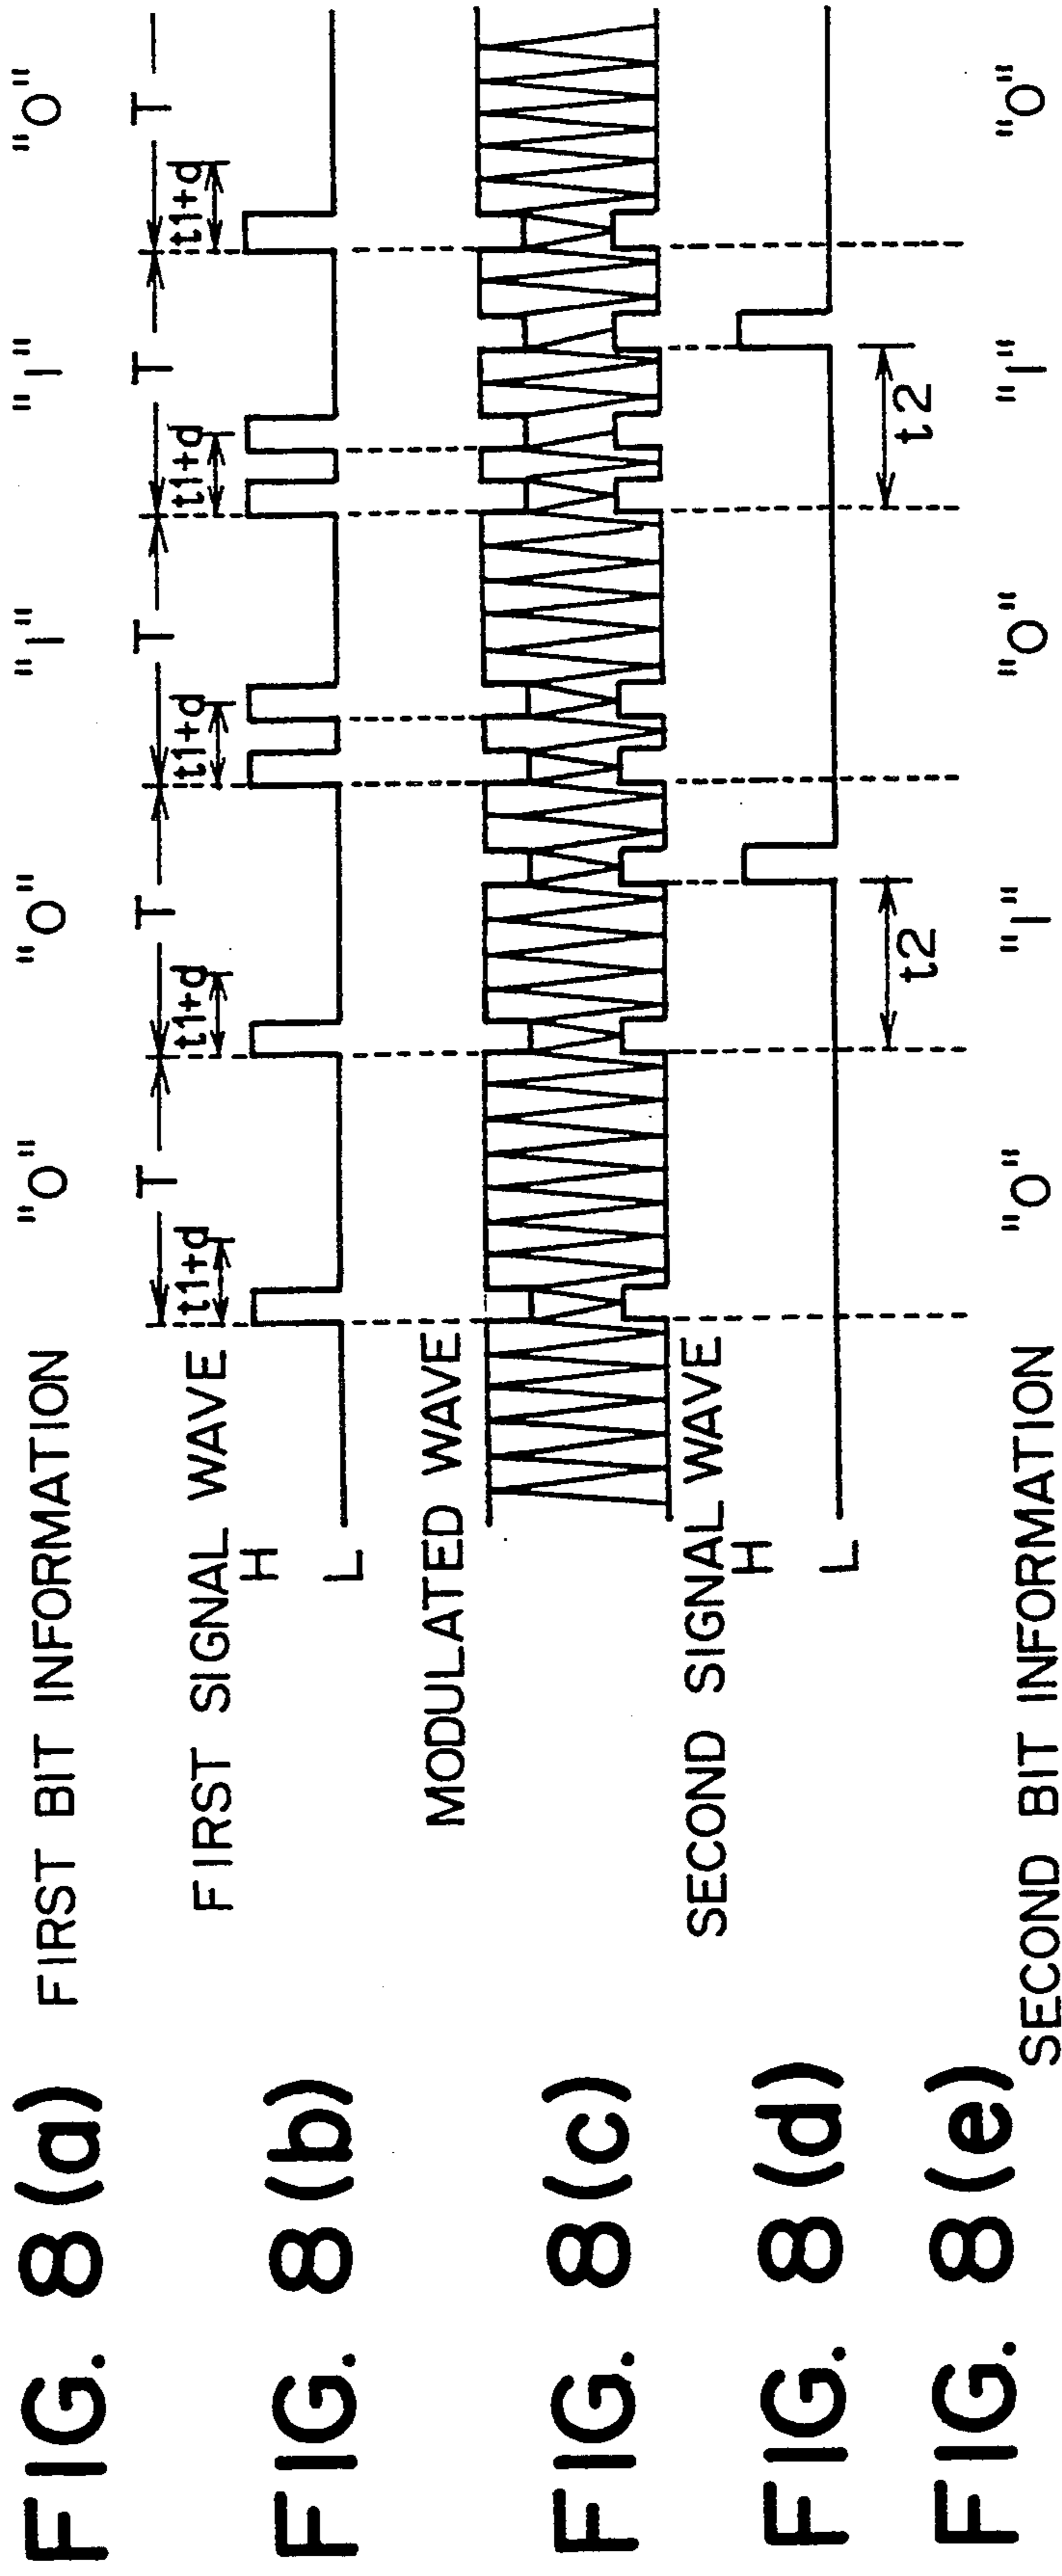 FIG. 8(a) FIRST BIT INFORMATION "0" "0" "1" "1" "0"
T T T T T
t1+d t1+d t1+d t1+d t1+d
FIG. 8(b) FIRST SIGNAL WAVE
H
L
FIG. 8(c) MODULATED WAVE
FIG. 8(d) SECOND SIGNAL WAVE
H
L
t2 t2
FIG. 8(e) SECOND BIT INFORMATION "0" "1" "0" "1" "0"